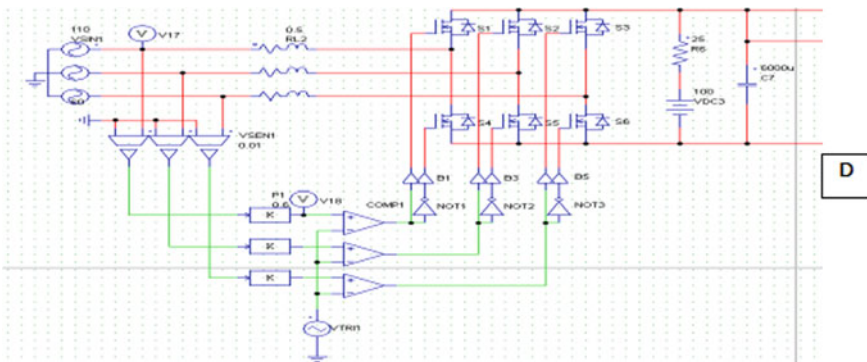 110
VSIN1
V
V17
0.5
RL2
S1
S2
S3
25
R6
6000u
C7
100
VDC3
S4
S5
S6
VSEN1
0.01
D
P1
0.6
V
V18
COMP1
B1
B3
B5
K
NOT1
NOT2
NOT3
K
K
VTRI1